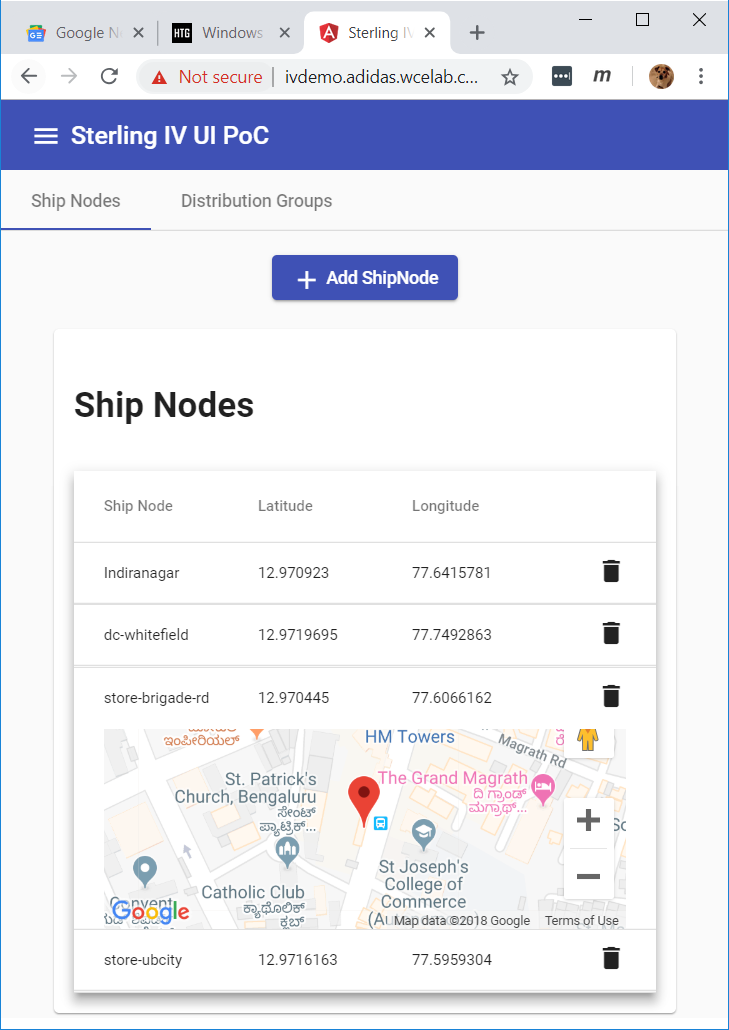 Google N
Windows
Sterling IV
Not secure
ivdemo.adidas.wcelab.c...
m
Sterling IV UI PoC
Ship Nodes
Distribution Groups
Add ShipNode
Ship Nodes
Ship Node Latitude Longitude
Indiranagar 12.970923 77.6415781
dc-whitefield 12.9719695 77.7492863
store-brigade-rd 12.970445 77.6066162
ಇಂಪೀರಿಯಲ್
HM Towers
Magrath Rd
St. Patrick's
Church, Bengaluru
ಸೇಂಟ್
ಪ್ಯಾಟ್ರಿಕ್...
The Grand Magrath
ದಿ ಗ್ರಾಂಡ್
ಮಗ್ರಾಥ್...
St Joseph's
College of
Commerce
Catholic Club
ಕ್ಯಾಥೊಲಿಕ್
ಕ್ಲಬ್
Convent
Google
Map data ©2018 Google
Terms of Use
store-ubcity 12.9716163 77.5959304